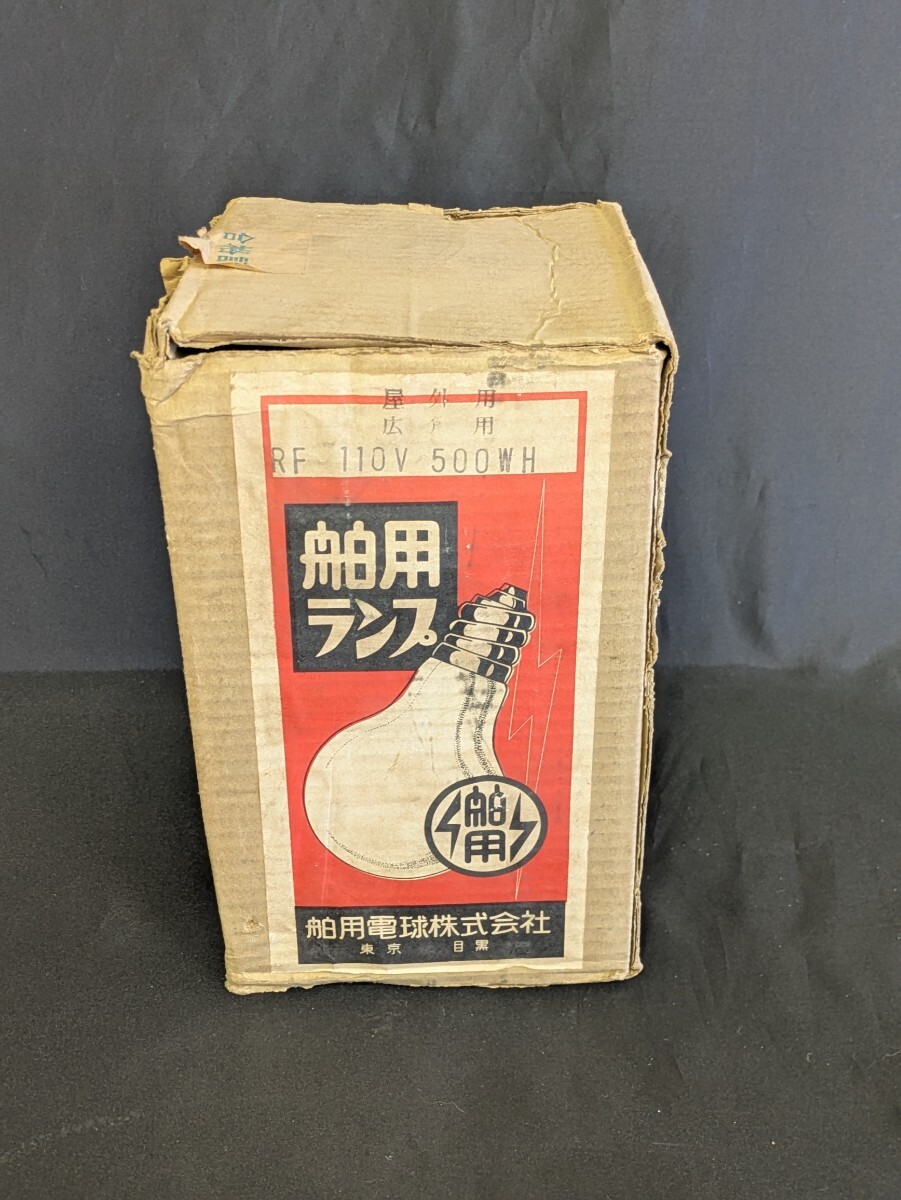 屋外用
広角用
RF 110V 500WH
舶用
ランプ
舶用
舶用電球株式会社
東京 目黒